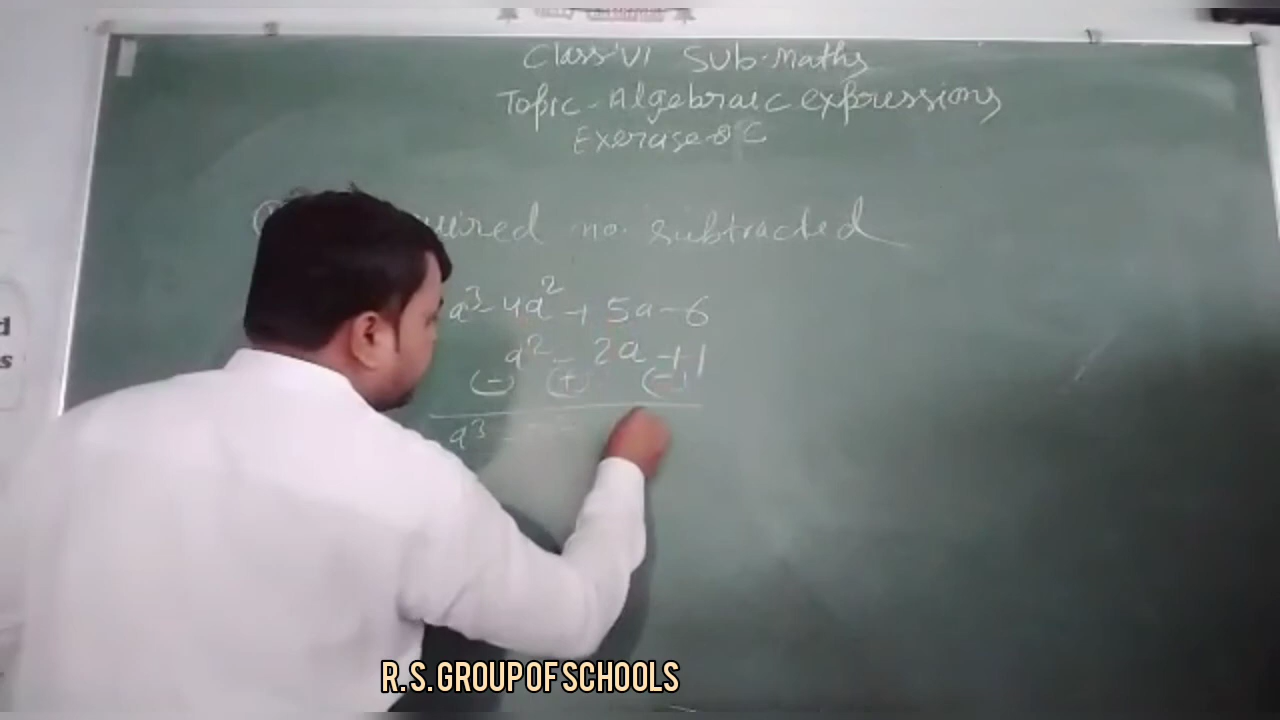 Class VI Sub. Maths
Topic - Algebraic expressions
Exercise 8 C
no. subtracted
a³ - 4a² + 5a - 6
a² - 2a + 1
(-) (+) (-)
a³ -
R. S. GROUP OF SCHOOLS